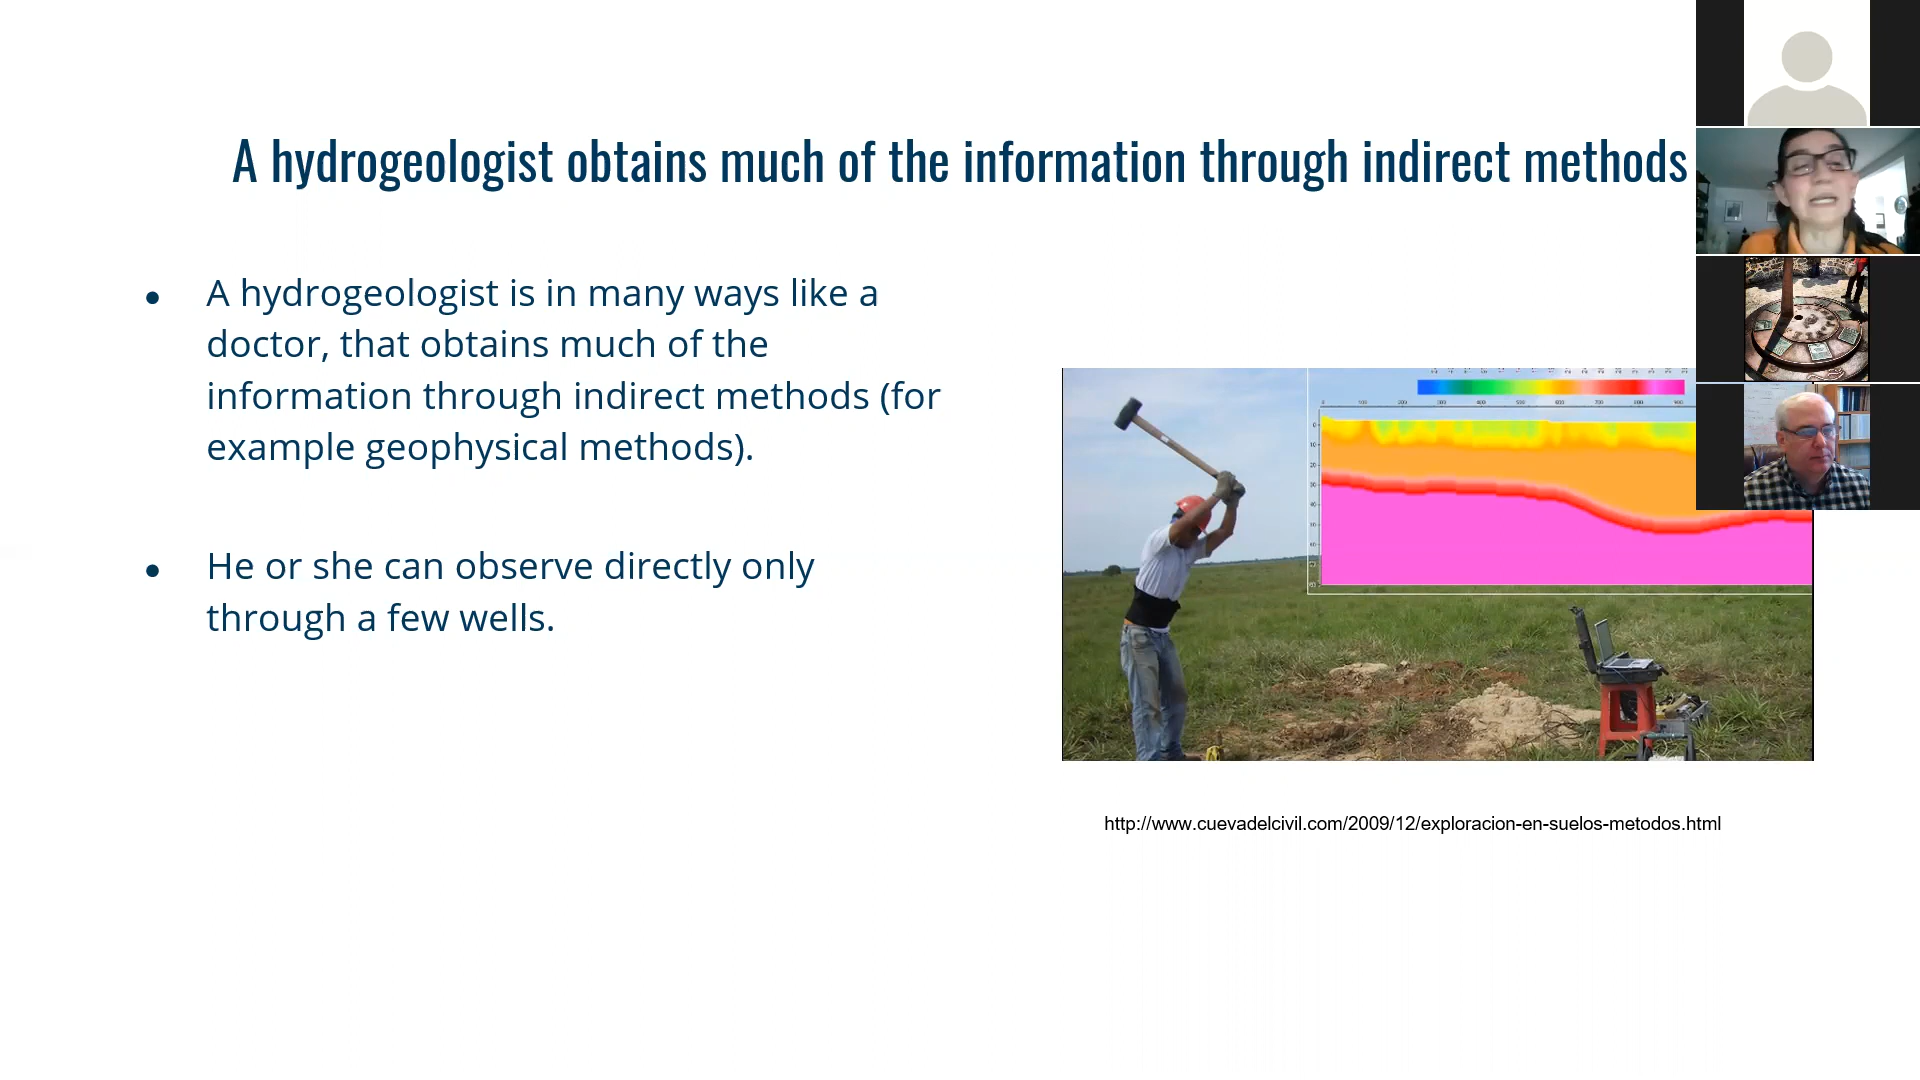 A hydrogeologist obtains much of the information through indirect methods
● A hydrogeologist is in many ways like a
doctor, that obtains much of the
information through indirect methods (for
example geophysical methods).
● He or she can observe directly only
through a few wells.
http://www.cuevadelcivil.com/2009/12/exploracion-en-suelos-metodos.html